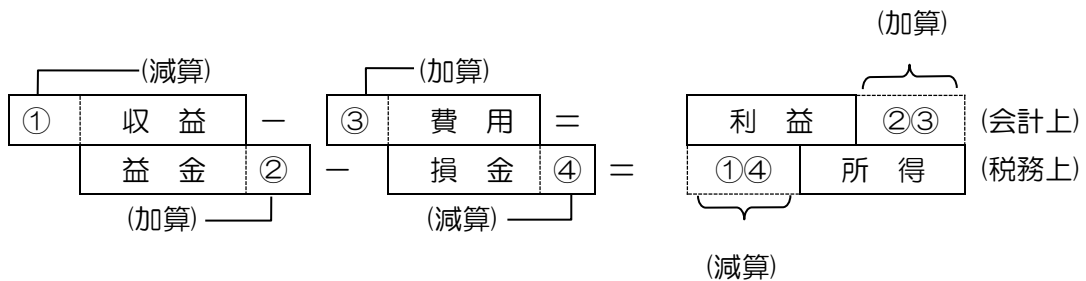 (加算)
(減算) (加算)
① 収 益 － ③ 費 用 ＝ 利 益 ②③ (会計上)
益 金 ② － 損 金 ④ ＝ ①④ 所 得 (税務上)
(加算) (減算)
(減算)